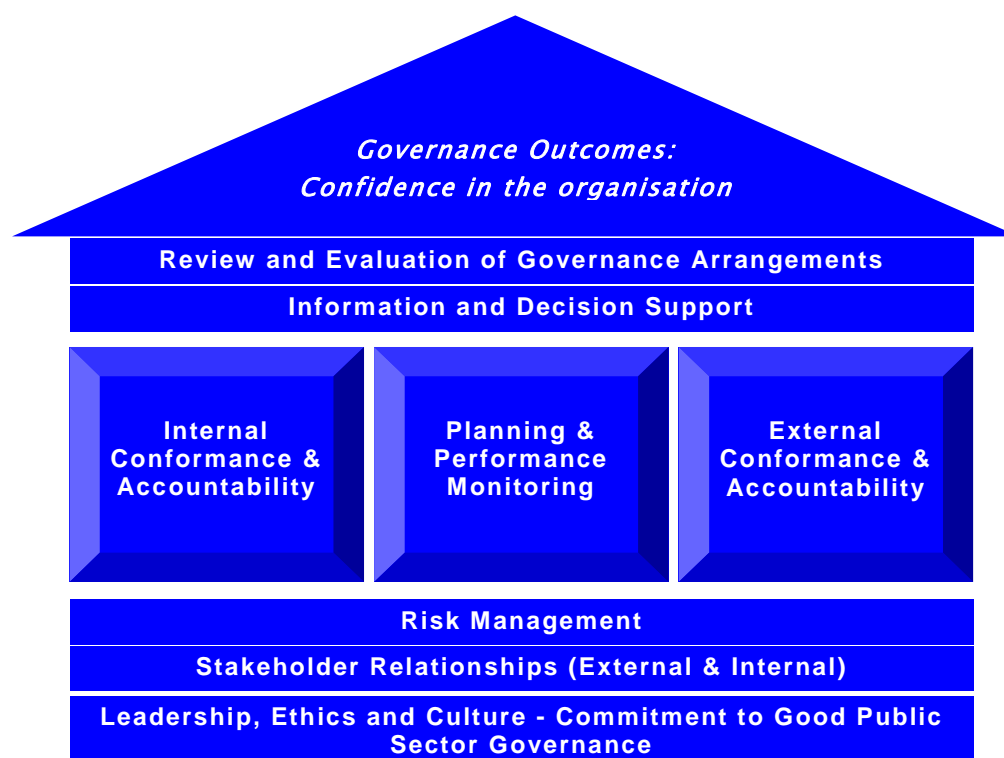 Governance Outcomes:
Confidence in the organisation
Review and Evaluation of Governance Arrangements
Information and Decision Support
Internal
Conformance &
Accountability
Planning &
Performance
Monitoring
External
Conformance &
Accountability
Risk Management
Stakeholder Relationships (External & Internal)
Leadership, Ethics and Culture - Commitment to Good Public
Sector Governance